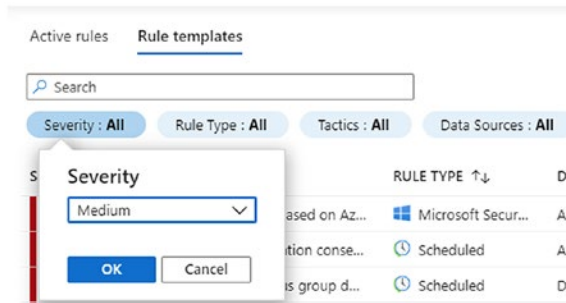 Active rules Rule templates
Search
Severity : All Rule Type : All Tactics : All Data Sources : All
S RULE TYPE ↑↓ D
Severity
Medium
ased on Az... Microsoft Secur... A
OK Cancel
tion conse... Scheduled A
s group d... Scheduled D